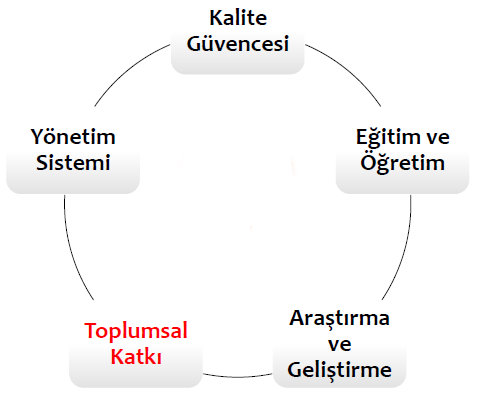 Kalite
Güvencesi
Eğitim ve
Öğretim
Araştırma
ve
Geliştirme
Toplumsal
Katkı
Yönetim
Sistemi